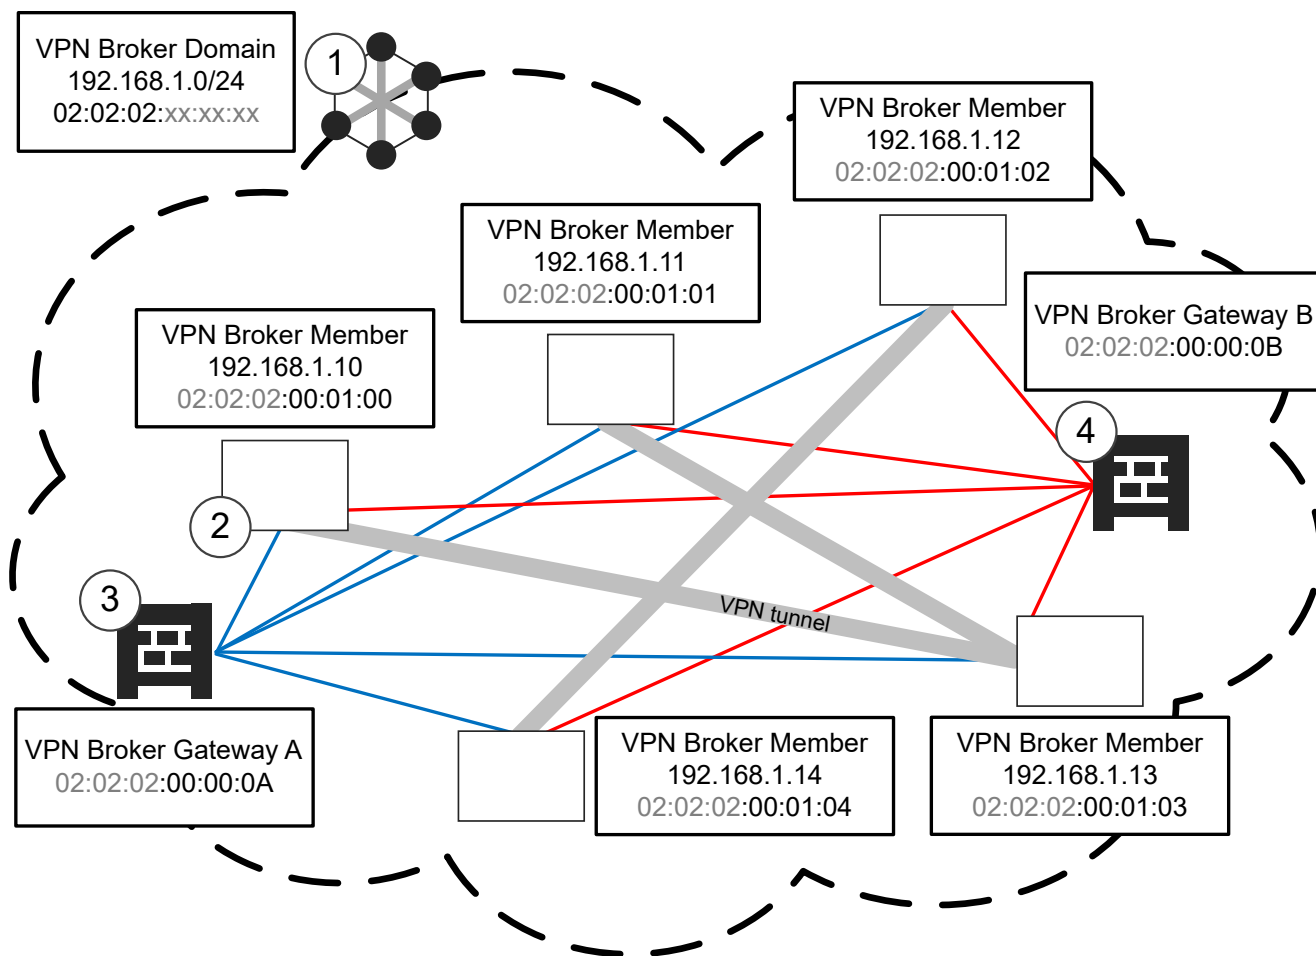 VPN Broker Domain
192.168.1.0/24
02:02:02:xx:xx:xx
1
VPN Broker Member
192.168.1.12
02:02:02:00:01:02
VPN Broker Member
192.168.1.11
02:02:02:00:01:01
VPN Broker Gateway B
02:02:02:00:00:0B
VPN Broker Member
192.168.1.10
02:02:02:00:01:00
4
2
3
VPN tunnel
VPN Broker Gateway A
02:02:02:00:00:0A
VPN Broker Member
192.168.1.14
02:02:02:00:01:04
VPN Broker Member
192.168.1.13
02:02:02:00:01:03